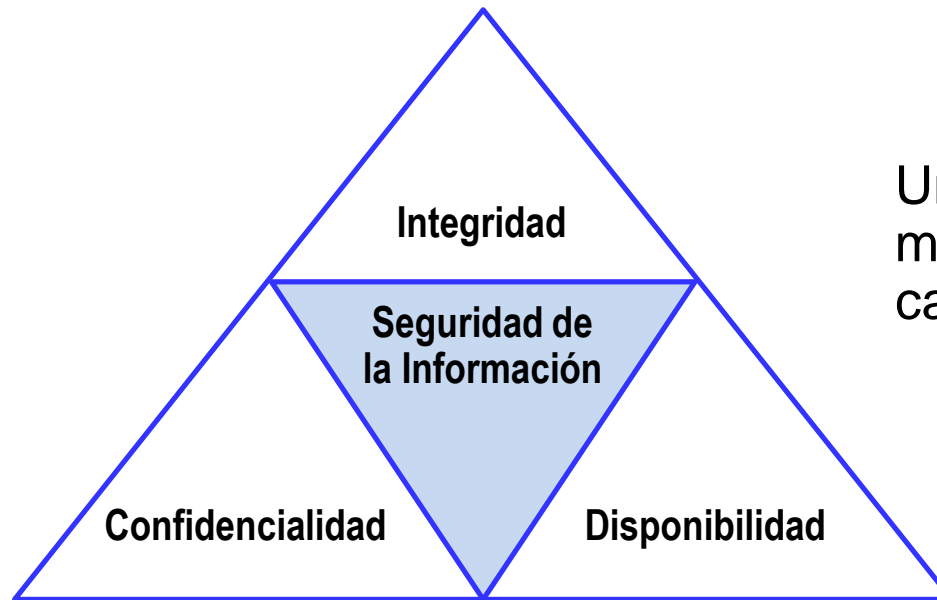 Integridad
Seguridad de
la Información
Confidencialidad
Disponibilidad